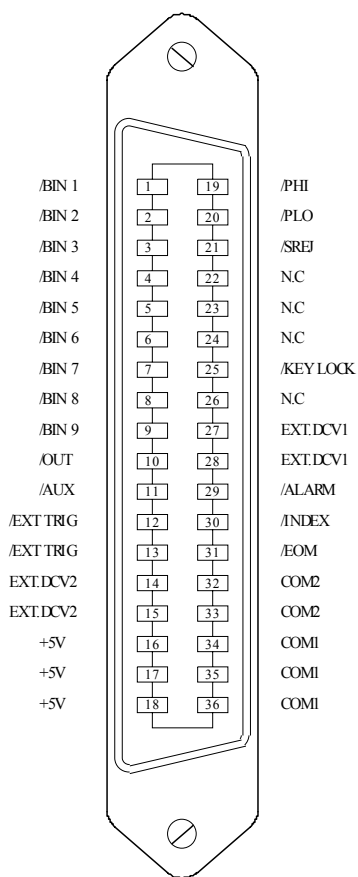 /BIN 1 1 19 /PHI
/BIN 2 2 20 /PLO
/BIN 3 3 21 /SREJ
/BIN 4 4 22 N.C
/BIN 5 5 23 N.C
/BIN 6 6 24 N.C
/BIN 7 7 25 /KEY LOCK
/BIN 8 8 26 N.C
/BIN 9 9 27 EXT.DCV1
/OUT 10 28 EXT.DCV1
/AUX 11 29 /ALARM
/EXT TRIG 12 30 /INDEX
/EXT TRIG 13 31 /EOM
EXT.DCV2 14 32 COM2
EXT.DCV2 15 33 COM2
+5V 16 34 COM1
+5V 17 35 COM1
+5V 18 36 COM1